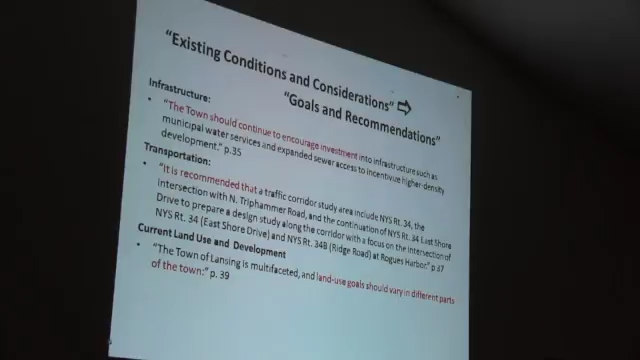 “Existing Conditions and Considerations” ⇨
“Goals and Recommendations”
Infrastructure:
• “The Town should continue to encourage investment into infrastructure such as
municipal water services and expanded sewer access to incentivize higher-density
development.” p.35
Transportation:
• “It is recommended that a traffic corridor study area include NYS Rt. 34, the
intersection with N. Triphammer Road, and the continuation of NYS Rt. 34 East Shore
Drive to prepare a design study along the corridor with a focus on the intersection of
NYS Rt. 34 (East Shore Drive) and NYS Rt. 34B (Ridge Road) at Rogues Harbor.” p 37
Current Land Use and Development
• “The Town of Lansing is multifaceted, and land-use goals should vary in different parts
of the town:” p. 39